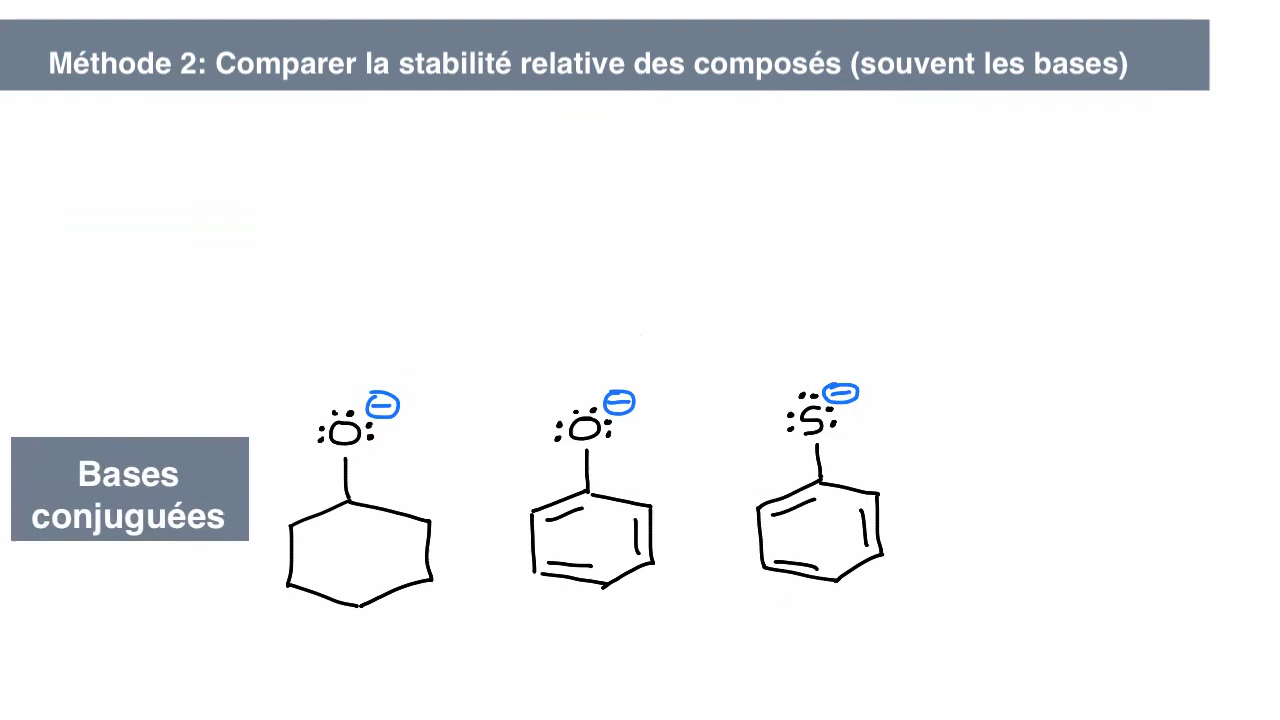 Méthode 2: Comparer la stabilité relative des composés (souvent les bases)
:Ö: ⊖
:Ö: ⊖
:S̈: ⊖
Bases
conjuguées